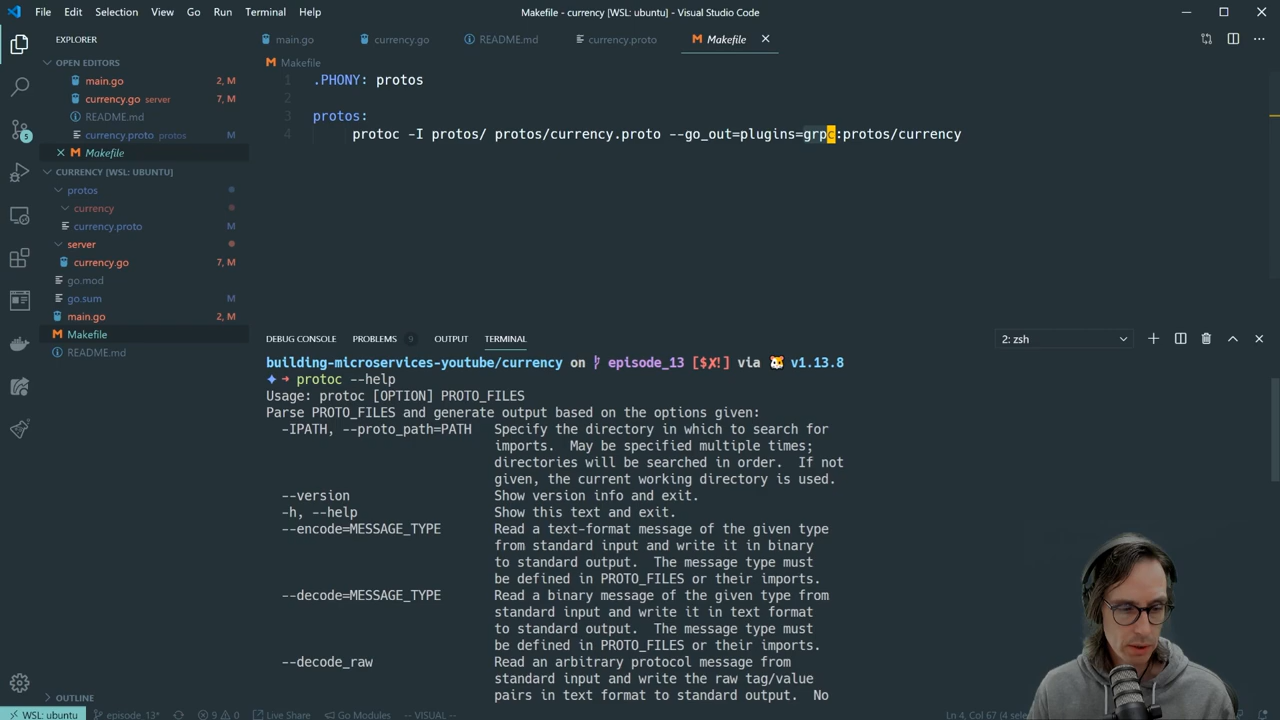 File Edit Selection View Go Run Terminal Help
Makefile - currency [WSL: ubuntu] - Visual Studio Code
EXPLORER
main.go
currency.go
README.md
currency.proto
Makefile
OPEN EDITORS
main.go 2, M
currency.go server 7, M
README.md
currency.proto protos M
Makefile
CURRENCY [WSL: UBUNTU]
protos
currency
currency.proto M
server
currency.go 7, M
go.mod
go.sum M
main.go 2, M
Makefile
README.md
OUTLINE
5
Makefile
1 .PHONY: protos
2
3 protos:
4 protoc -I protos/ protos/currency.proto --go_out=plugins=grpc:protos/currency
DEBUG CONSOLE PROBLEMS 9 OUTPUT TERMINAL
2: zsh
building-microservices-youtube/currency on episode_13 [$✘!] via 🐹 v1.13.8
➜ protoc --help
Usage: protoc [OPTION] PROTO_FILES
Parse PROTO_FILES and generate output based on the options given:
-IPATH, --proto_path=PATH Specify the directory in which to search for
imports. May be specified multiple times;
directories will be searched in order. If not
given, the current working directory is used.
--version Show version info and exit.
-h, --help Show this text and exit.
--encode=MESSAGE_TYPE Read a text-format message of the given type
from standard input and write it in binary
to standard output. The message type must
be defined in PROTO_FILES or their imports.
--decode=MESSAGE_TYPE Read a binary message of the given type from
standard input and write it in text format
to standard output. The message type must
be defined in PROTO_FILES or their imports.
--decode_raw Read an arbitrary protocol message from
standard input and write the raw tag/value
pairs in text format to standard output. No
WSL: ubuntu episode_13* 9 0 Live Share Go Modules -- VISUAL -- Ln 4, Col 67 (4 selec